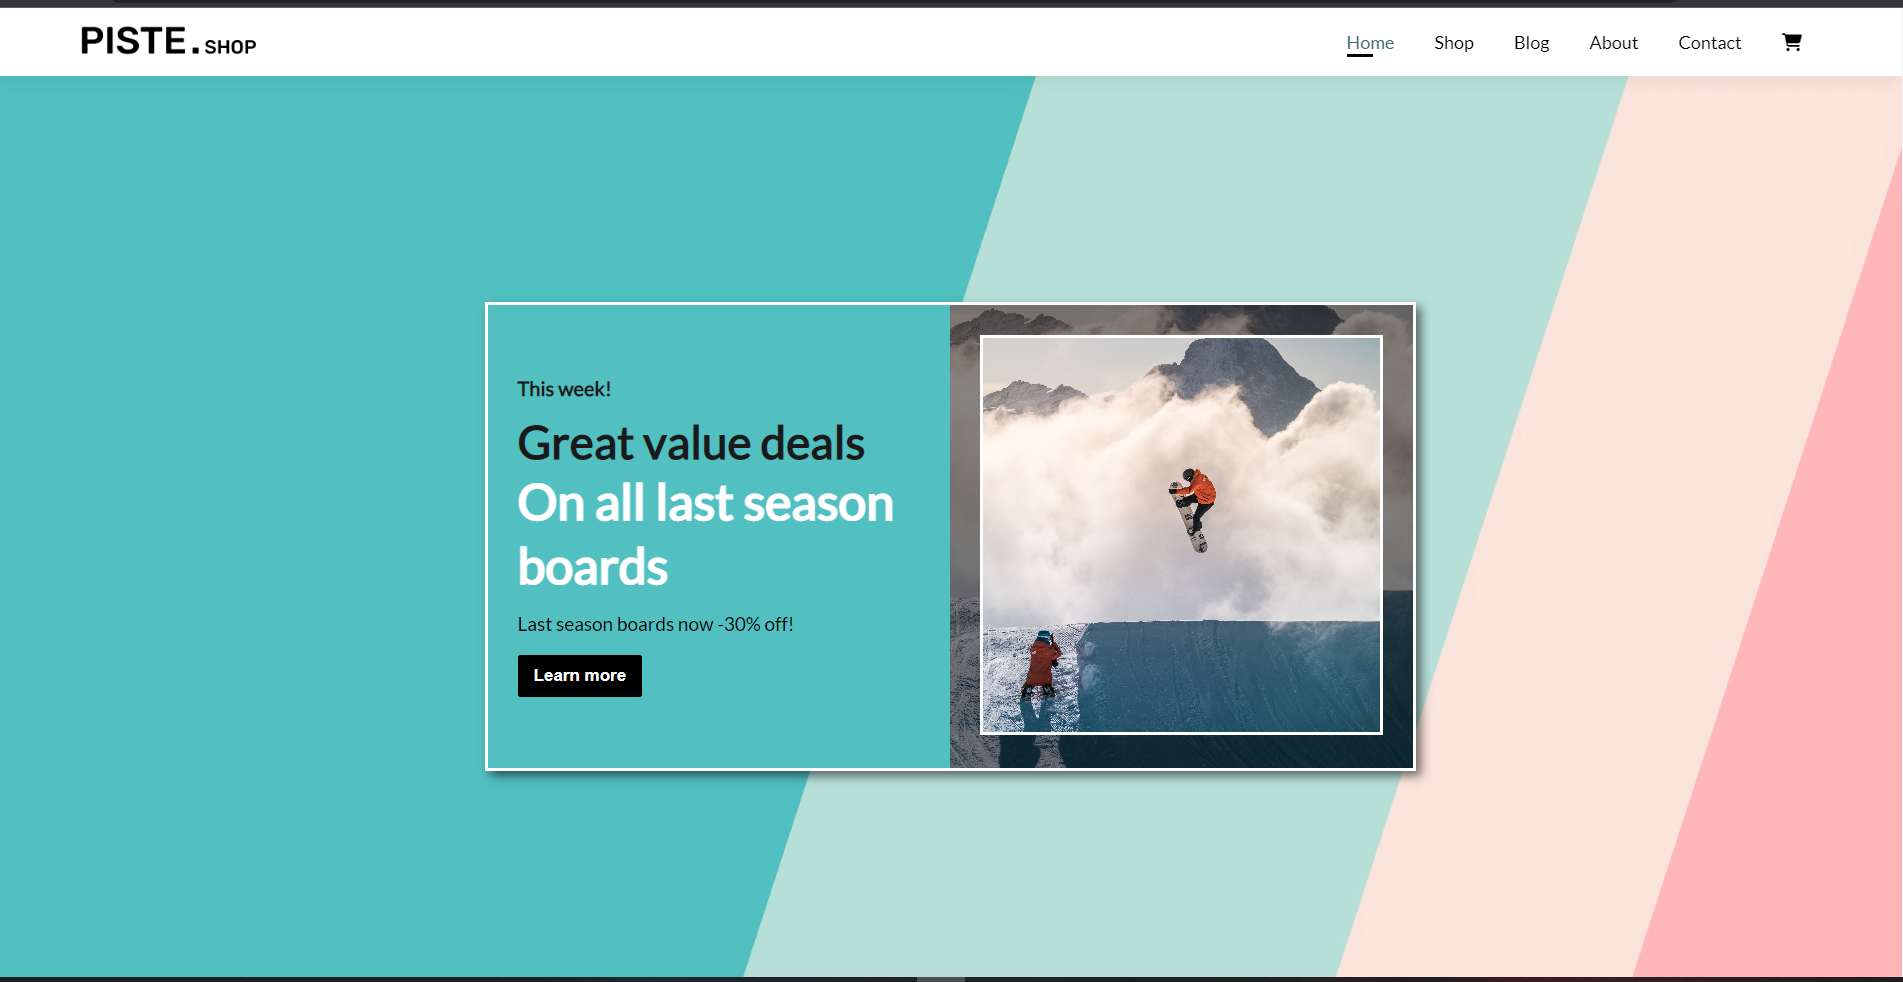 PISTE.SHOP
Home Shop Blog About Contact
This week!
Great value deals
On all last season
boards
Last season boards now -30% off!
Learn more